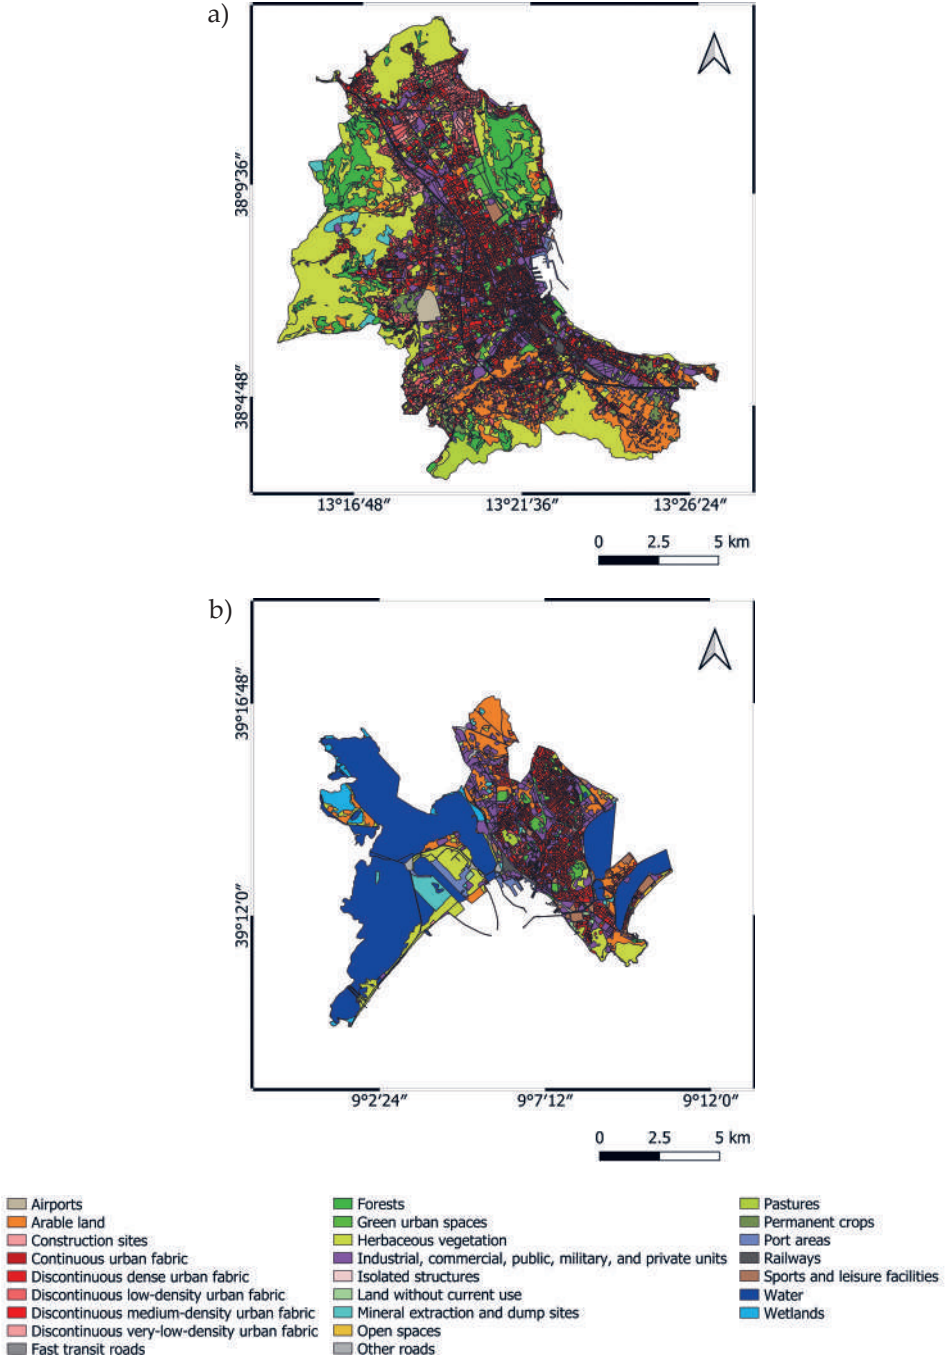 a)
38°9′36″
38°4′48″
13°16′48″ 13°21′36″ 13°26′24″
0 2.5 5 km
b)
39°16′48″
39°12′0″
9°2′24″ 9°7′12″ 9°12′0″
0 2.5 5 km
Airports
Arable land
Construction sites
Continuous urban fabric
Discontinuous dense urban fabric
Discontinuous low-density urban fabric
Discontinuous medium-density urban fabric
Discontinuous very-low-density urban fabric
Fast transit roads
Forests
Green urban spaces
Herbaceous vegetation
Industrial, commercial, public, military, and private units
Isolated structures
Land without current use
Mineral extraction and dump sites
Open spaces
Other roads
Pastures
Permanent crops
Port areas
Railways
Sports and leisure facilities
Water
Wetlands